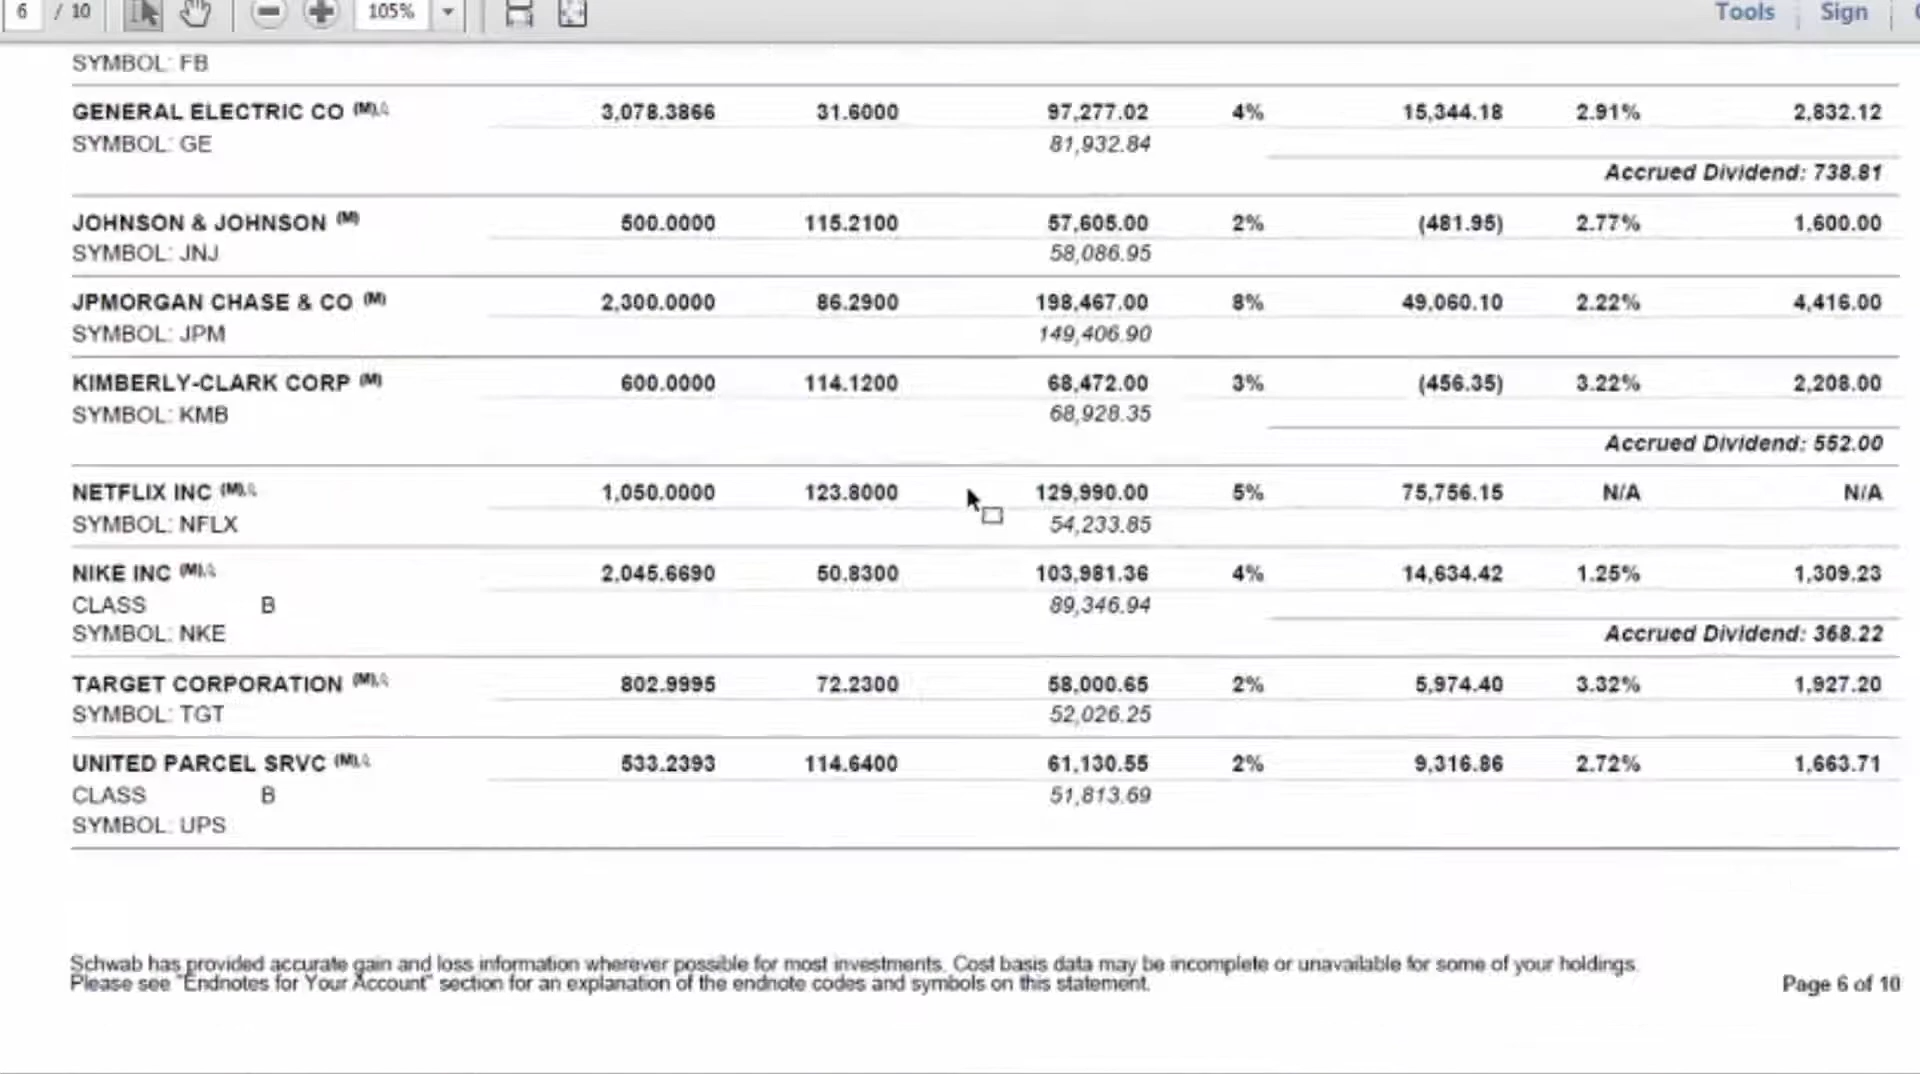 6 / 10 105% Tools Sign
SYMBOL: FB
GENERAL ELECTRIC CO (M), 3,078.3866 31.6000 97,277.02 4% 15,344.18 2.91% 2,832.12
SYMBOL: GE 81,932.84
Accrued Dividend: 738.81
JOHNSON & JOHNSON (M) 500.0000 115.2100 57,605.00 2% (481.95) 2.77% 1,600.00
SYMBOL: JNJ 58,086.95
JPMORGAN CHASE & CO (M) 2,300.0000 86.2900 198,467.00 8% 49,060.10 2.22% 4,416.00
SYMBOL: JPM 149,406.90
KIMBERLY-CLARK CORP (M) 600.0000 114.1200 68,472.00 3% (456.35) 3.22% 2,208.00
SYMBOL: KMB 68,928.35
Accrued Dividend: 552.00
NETFLIX INC (M), 1,050.0000 123.8000 129,990.00 5% 75,756.15 N/A N/A
SYMBOL: NFLX 54,233.85
NIKE INC (M), 2,045.6690 50.8300 103,981.36 4% 14,634.42 1.25% 1,309.23
CLASS B 89,346.94
SYMBOL: NKE Accrued Dividend: 368.22
TARGET CORPORATION (M), 802.9995 72.2300 58,000.65 2% 5,974.40 3.32% 1,927.20
SYMBOL: TGT 52,026.25
UNITED PARCEL SRVC (M), 533.2393 114.6400 61,130.55 2% 9,316.86 2.72% 1,663.71
CLASS B 51,813.69
SYMBOL: UPS
Schwab has provided accurate gain and loss information wherever possible for most investments. Cost basis data may be incomplete or unavailable for some of your holdings.
Please see "Endnotes for Your Account" section for an explanation of the endnote codes and symbols on this statement. Page 6 of 10